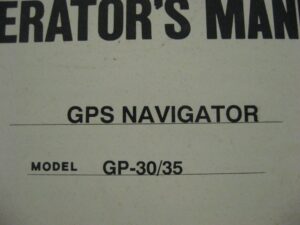 ERATOR'S MAN
GPS NAVIGATOR
MODEL GP-30/35